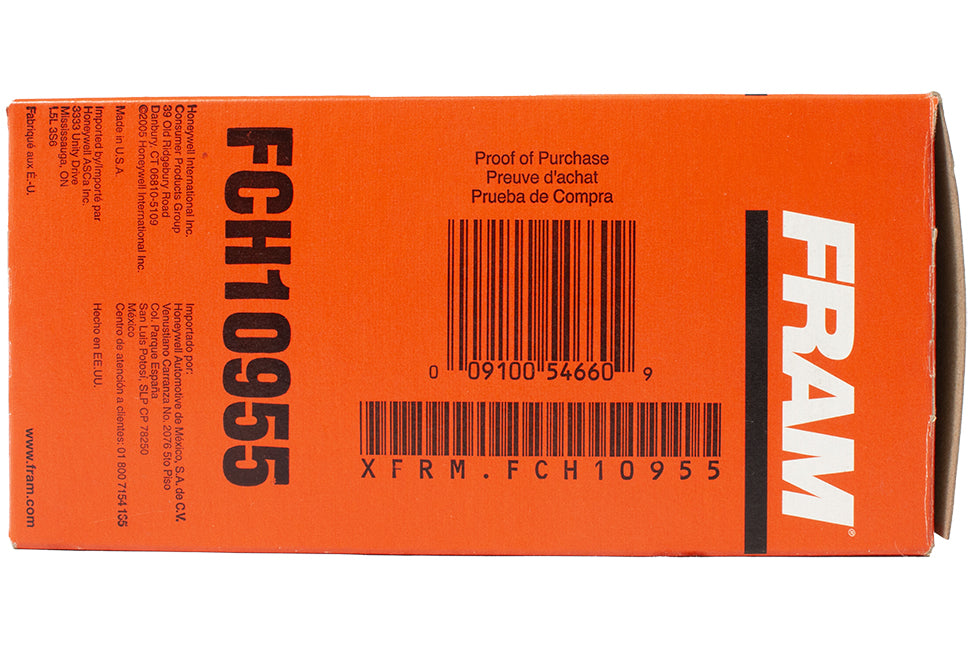 Proof of Purchase
Preuve d'achat
Prueba de Compra
0 09100 54660 9
XFRM.FCH10955
FRAM®
FCH10955
Honeywell International Inc.
Consumer Products Group
39 Old Ridgebury Road
Danbury, CT 06810-5109
©2005 Honeywell International Inc.
Made in U.S.A.
Imported by/Importé par
Honeywell ASCa Inc.
3333 Unity Drive
Mississauga, ON
L5L 3S6
Fabriqué aux É.-U.
Importado por:
Honeywell Automotive de México, S.A. de C.V.
Venustiano Carranza No. 2076 5to Piso
Col. Parque España
San Luis Potosí, SLP CP 78250
México
Centro de atención a clientes: 01 800 7154 135
Hecho en EE.UU.
www.fram.com